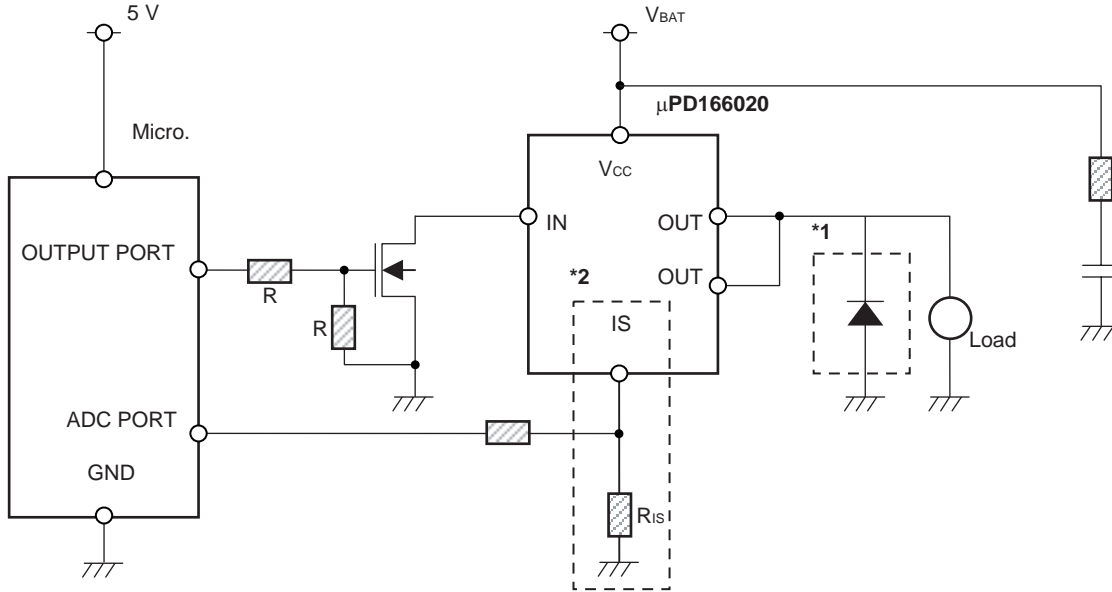 5 V
VBAT
μPD166020
Micro.
VCC
OUTPUT PORT
IN
OUT
*1
R
*2
OUT
R
IS
Load
ADC PORT
GND
RIS